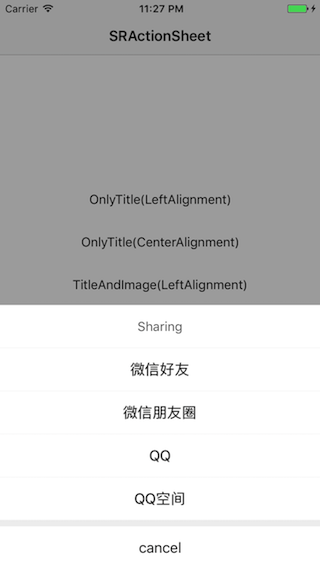 Carrier 11:27 PM
SRActionSheet
OnlyTitle(LeftAlignment)
OnlyTitle(CenterAlignment)
TitleAndImage(LeftAlignment)
Sharing
微信好友
微信朋友圈
QQ
QQ空间
cancel